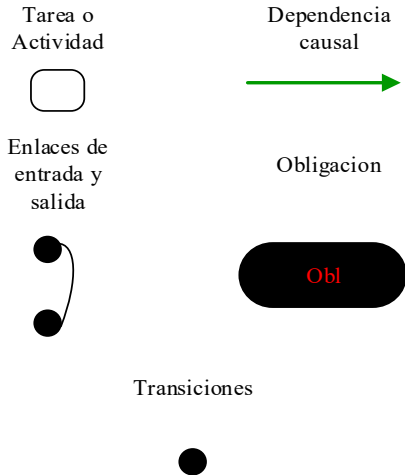 Tarea o
Actividad
Dependencia
causal
Enlaces de
entrada y
salida
Obligacion
Obl
Transiciones